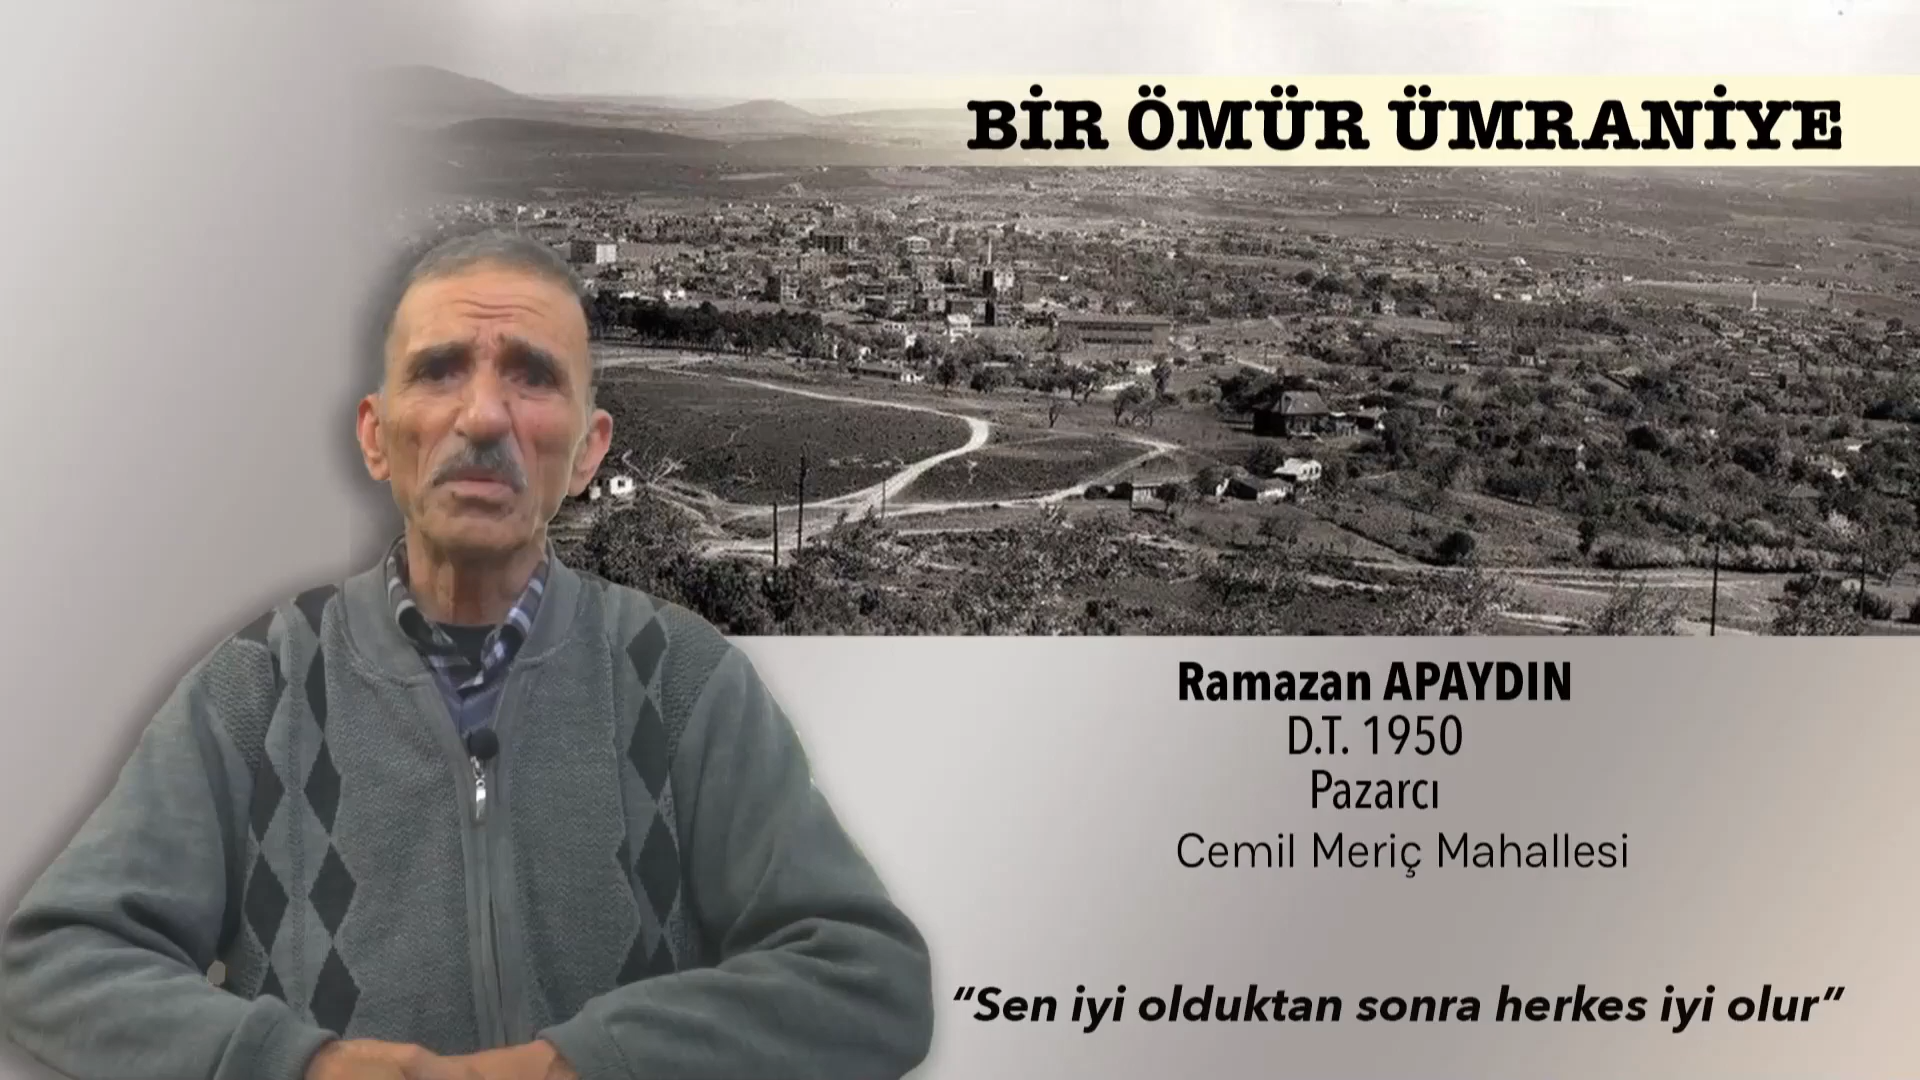 BİR ÖMÜR ÜMRANİYE
Ramazan APAYDIN
D.T. 1950
Pazarcı
Cemil Meriç Mahallesi
“Sen iyi olduktan sonra herkes iyi olur”